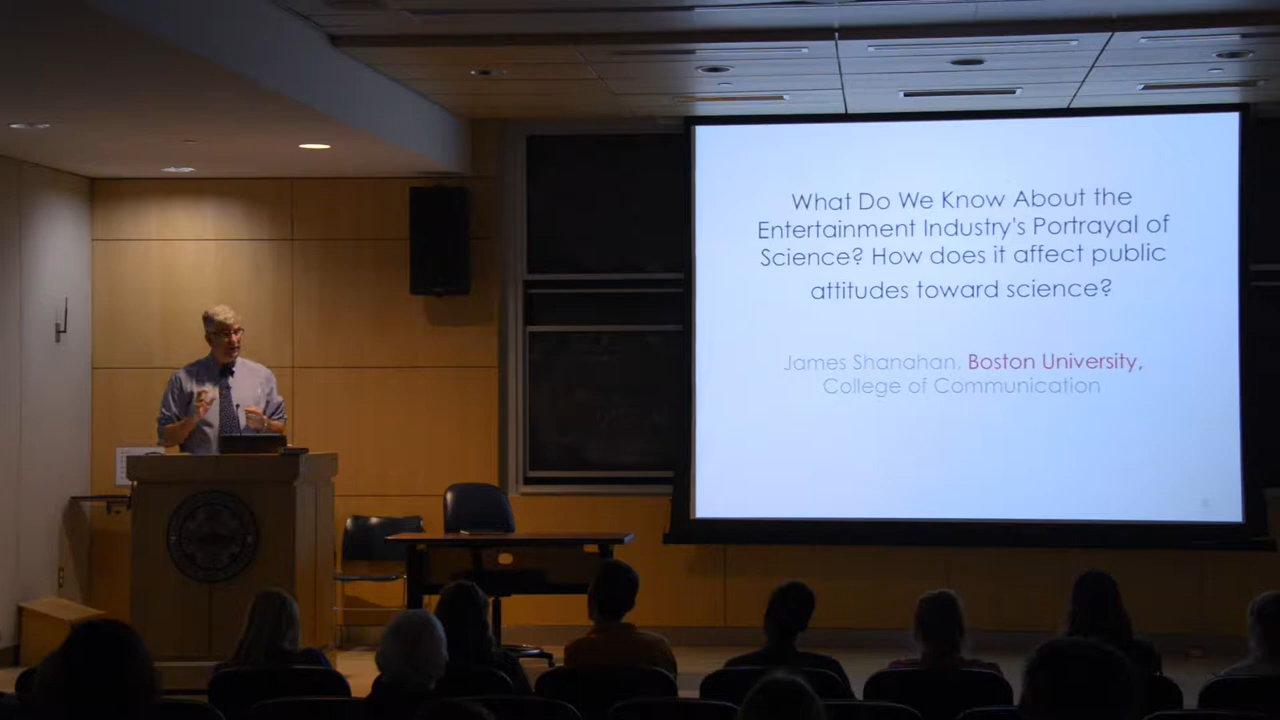 What Do We Know About the
Entertainment Industry's Portrayal of
Science? How does it affect public
attitudes toward science?
James Shanahan, Boston University,
College of Communication